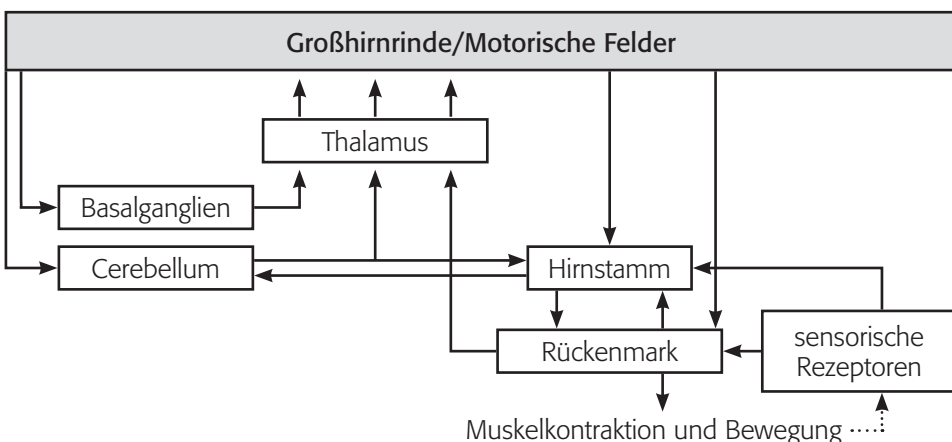 Großhirnrinde/Motorische Felder
Thalamus
Basalganglien
Cerebellum
Hirnstamm
Rückenmark
sensorische
Rezeptoren
Muskelkontraktion und Bewegung